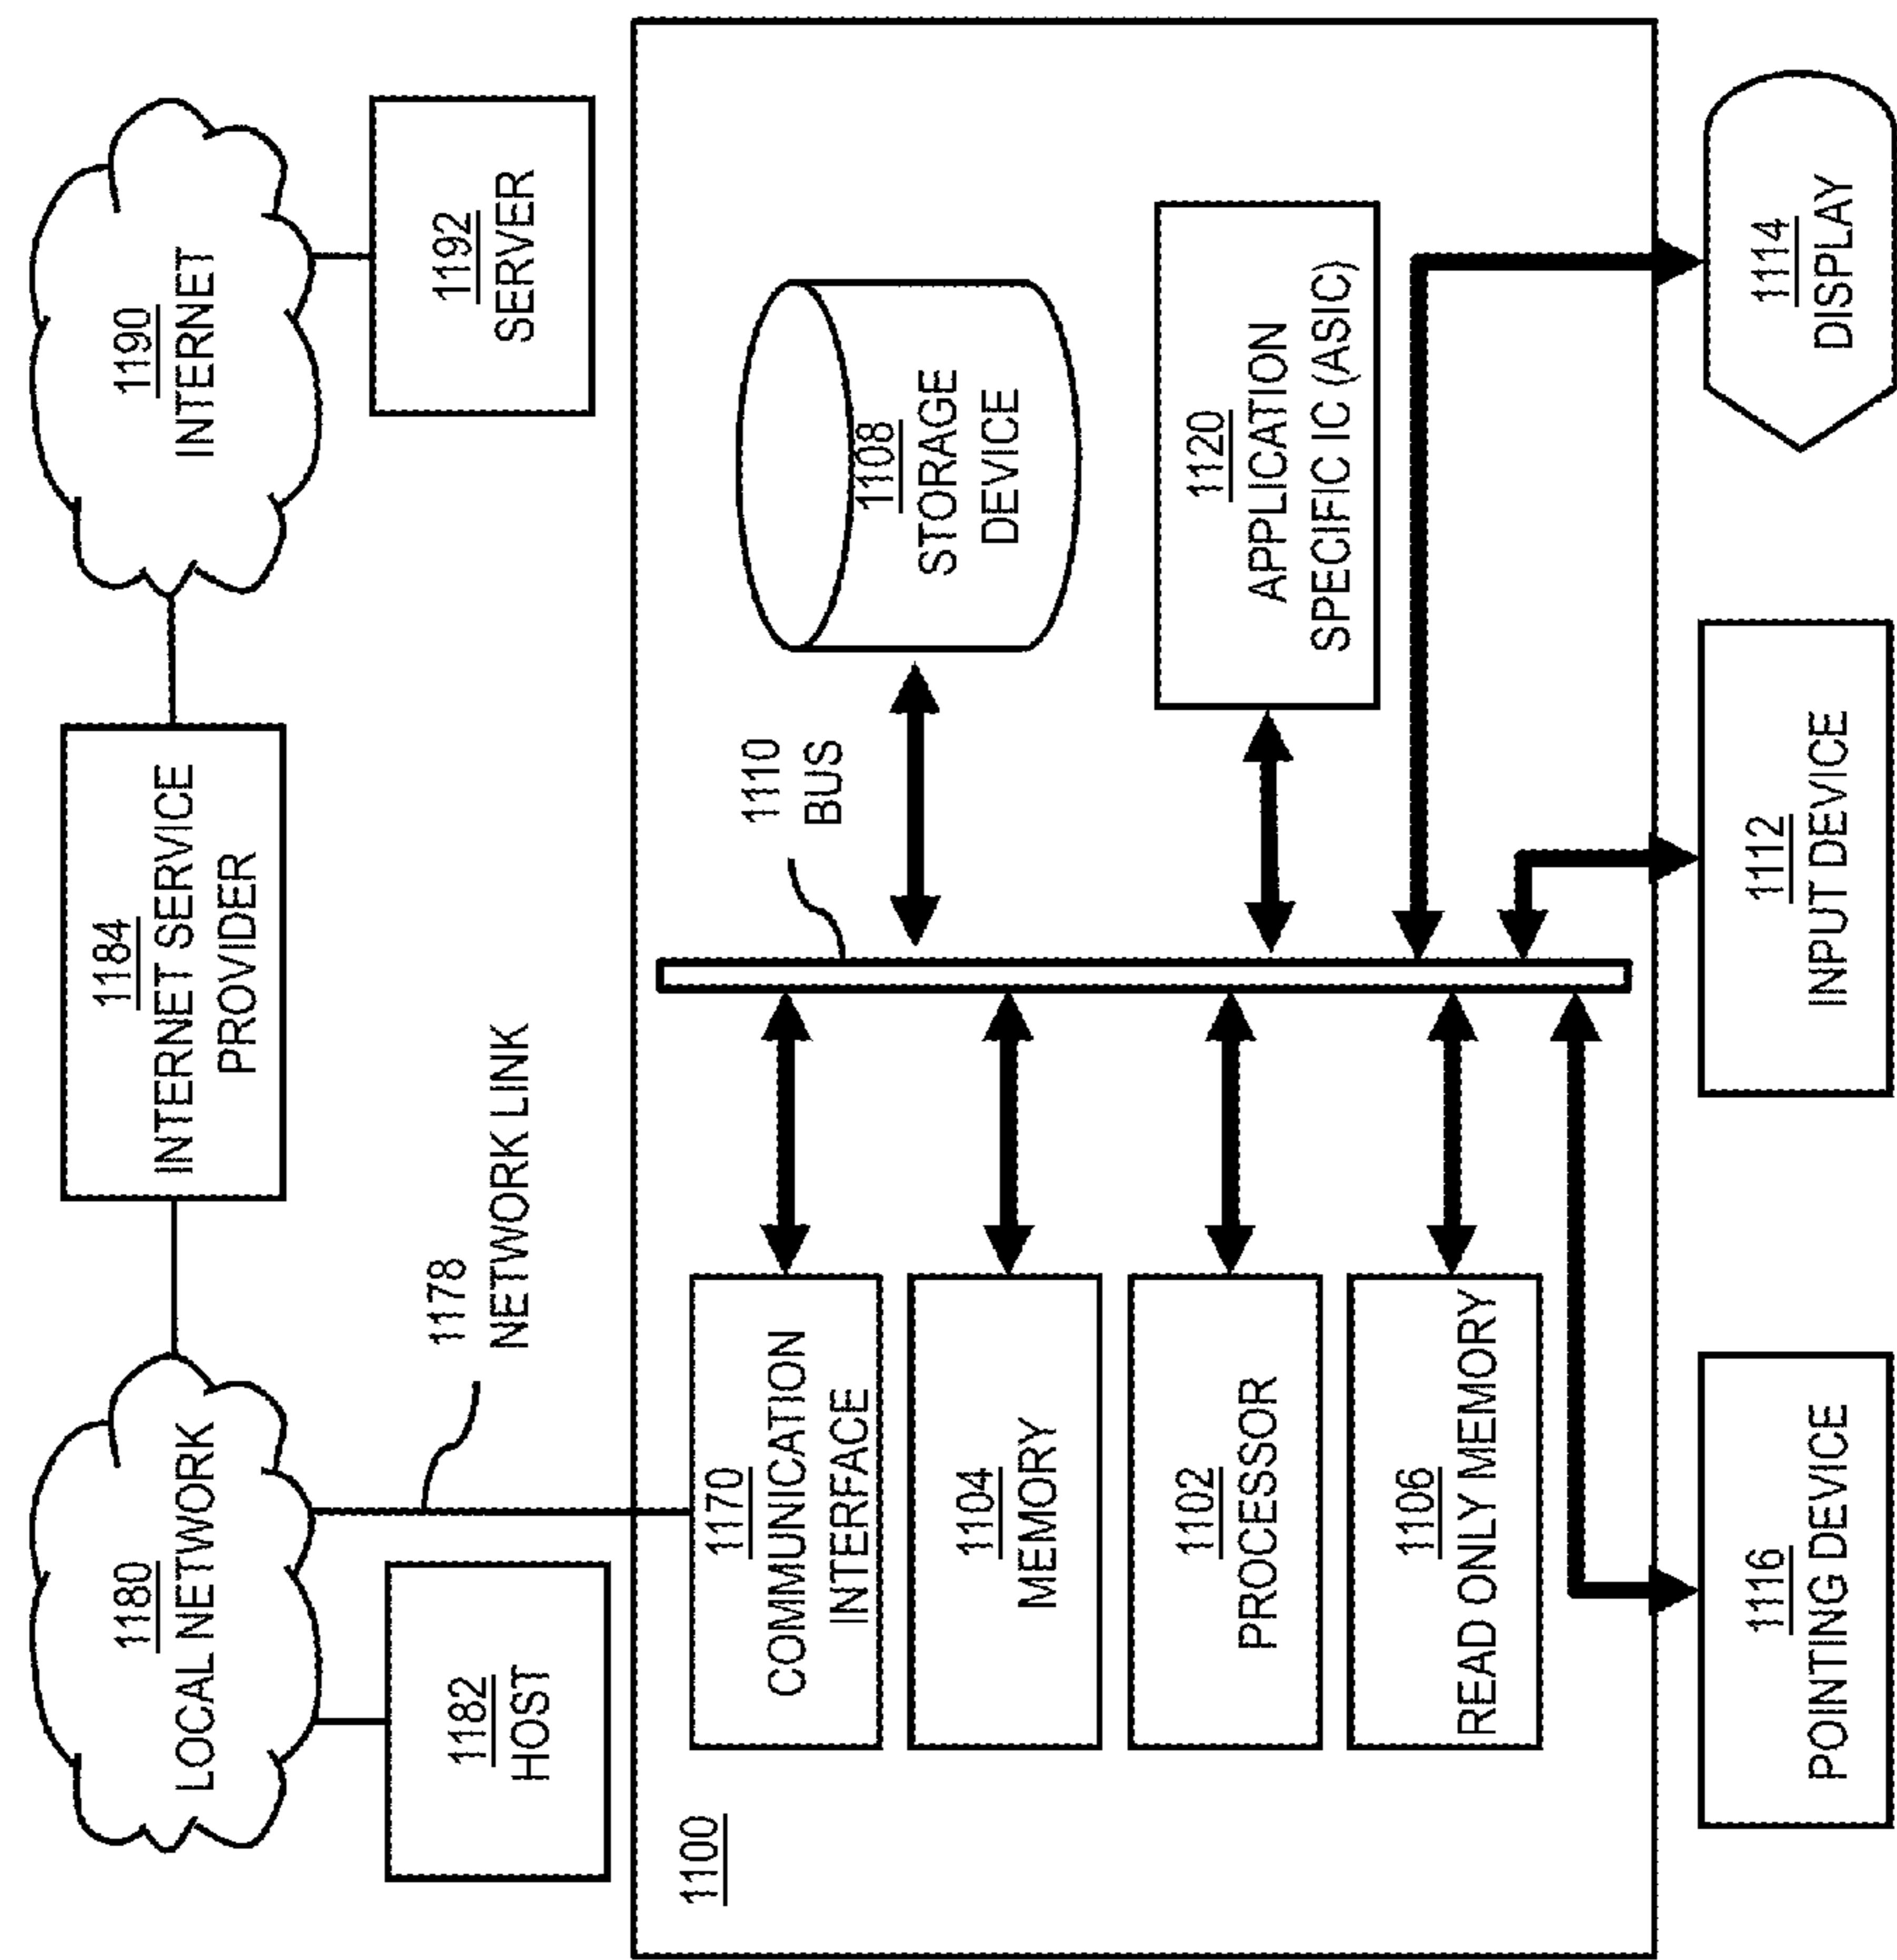 1180
LOCAL NETWORK
1184
INTERNET SERVICE
PROVIDER
1190
INTERNET
1182
HOST
1178
NETWORK LINK
1192
SERVER
1100
1170
COMMUNICATION
INTERFACE
1110
BUS
1108
STORAGE
DEVICE
1104
MEMORY
1102
PROCESSOR
1120
APPLICATION
SPECIFIC IC (ASIC)
1106
READ ONLY MEMORY
1116
POINTING DEVICE
1112
INPUT DEVICE
1114
DISPLAY